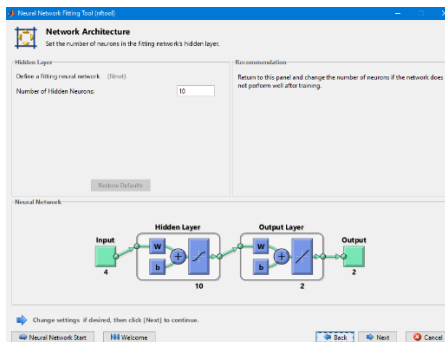 Neural Network Fitting Tool (nftool)
Network Architecture
Set the number of neurons in the fitting network's hidden layer.
Hidden Layer
Define a fitting neural network. (fitnet)
Number of Hidden Neurons: 10
Restore Defaults
Recommendation
Return to this panel and change the number of neurons if the network does
not perform well after training.
Neural Network
Hidden Layer
Output Layer
Input
Output
W
b
+
W
b
+
4
10
2
2
Change settings if desired, then click [Next] to continue.
Neural Network Start
Welcome
Back
Next
Cancel